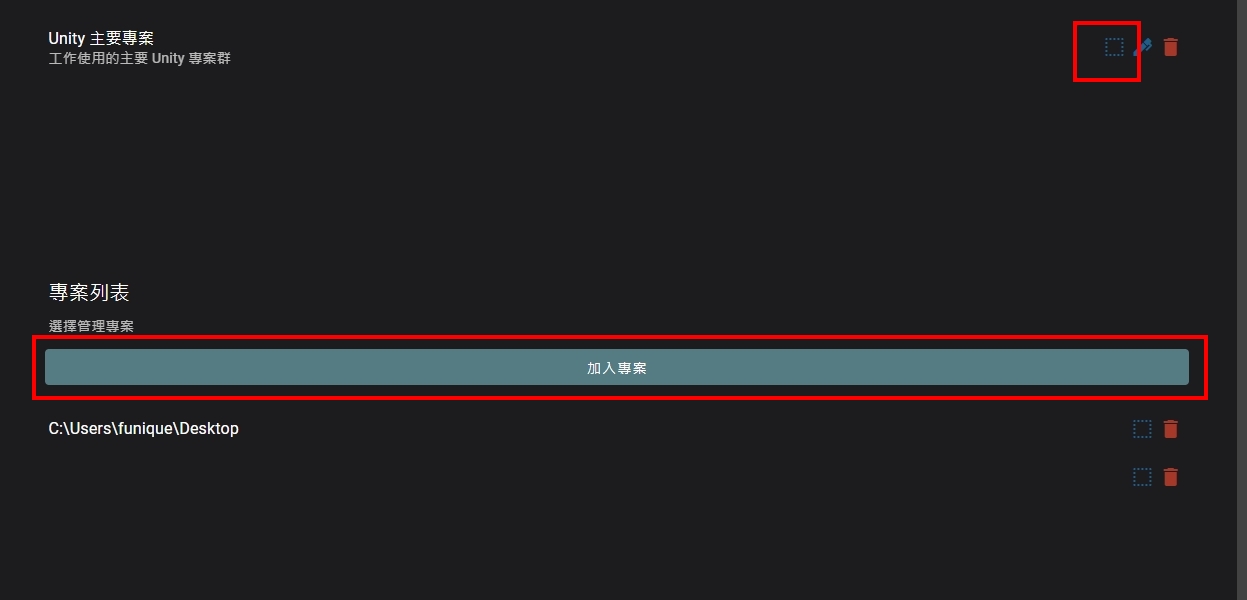 Unity 主要專案
工作使用的主要 Unity 專案群
專案列表
選擇管理專案
加入專案
C:\Users\funique\Desktop